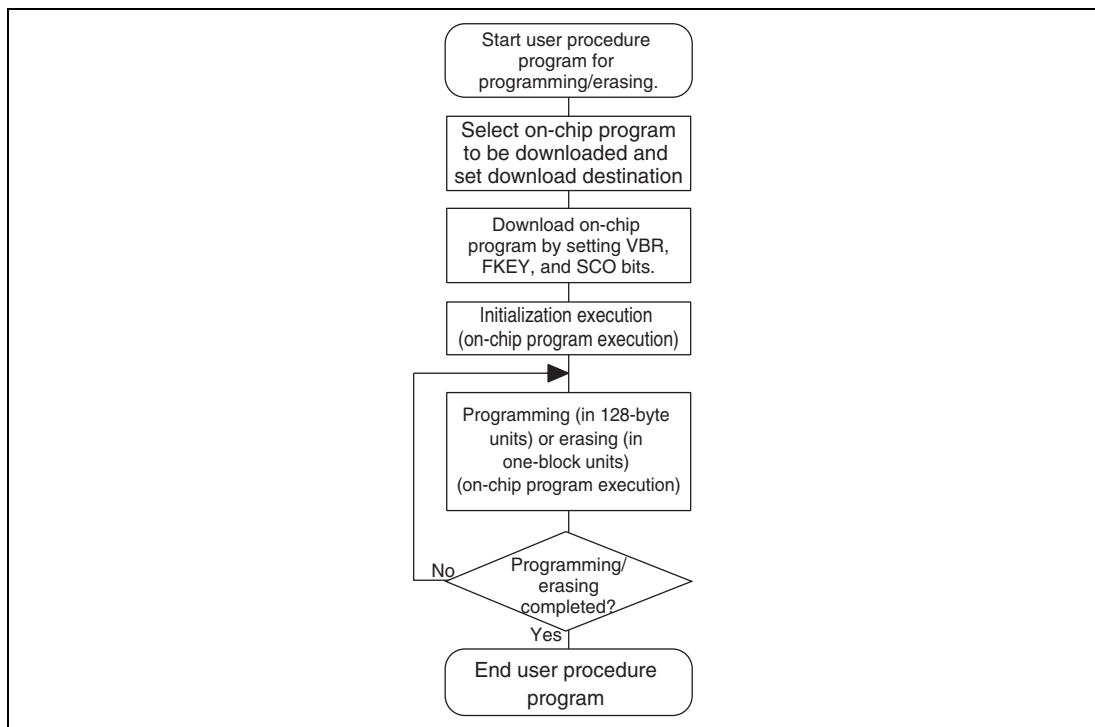 Start user procedure
program for
programming/erasing.
Select on-chip program
to be downloaded and
set download destination
Download on-chip
program by setting VBR,
FKEY, and SCO bits.
Initialization execution
(on-chip program execution)
Programming (in 128-byte
units) or erasing (in
one-block units)
(on-chip program execution)
No
Programming/
erasing
completed?
Yes
End user procedure
program